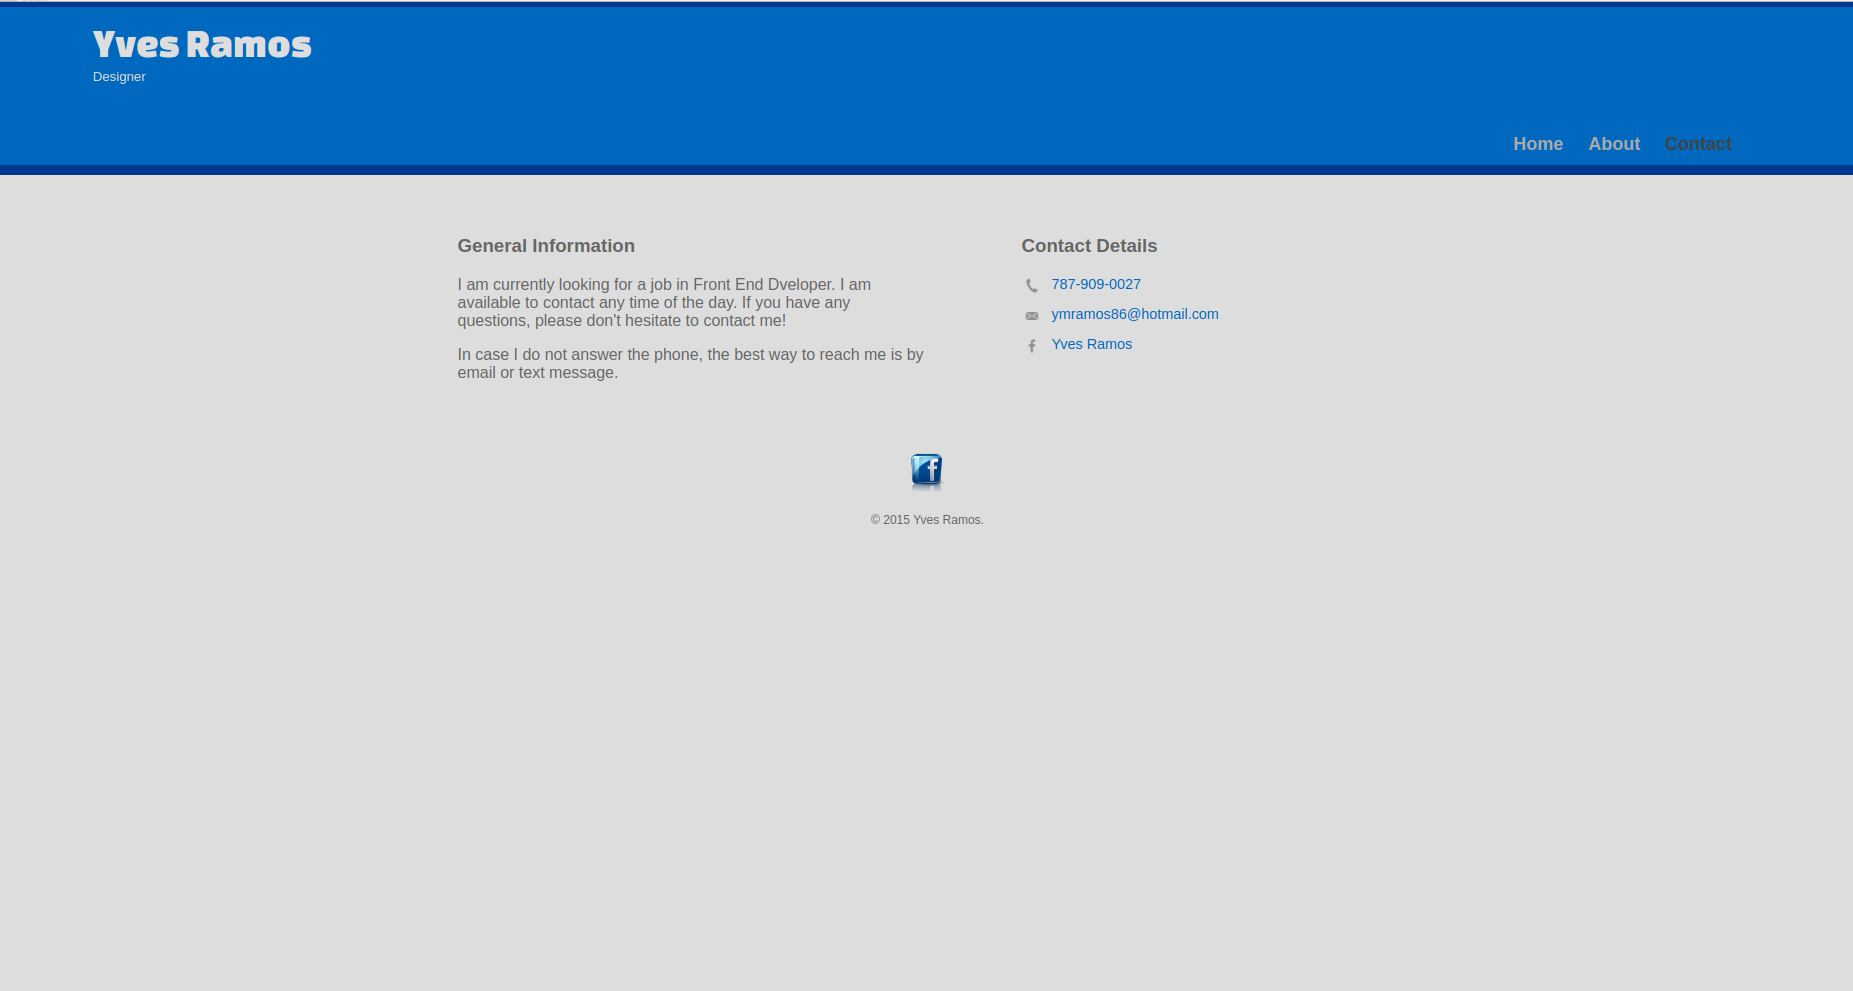 Yves Ramos
Designer
Home About Contact
General Information
I am currently looking for a job in Front End Dveloper. I am
available to contact any time of the day. If you have any
questions, please don't hesitate to contact me!
In case I do not answer the phone, the best way to reach me is by
email or text message.
Contact Details
787-909-0027
ymramos86@hotmail.com
Yves Ramos
© 2015 Yves Ramos.